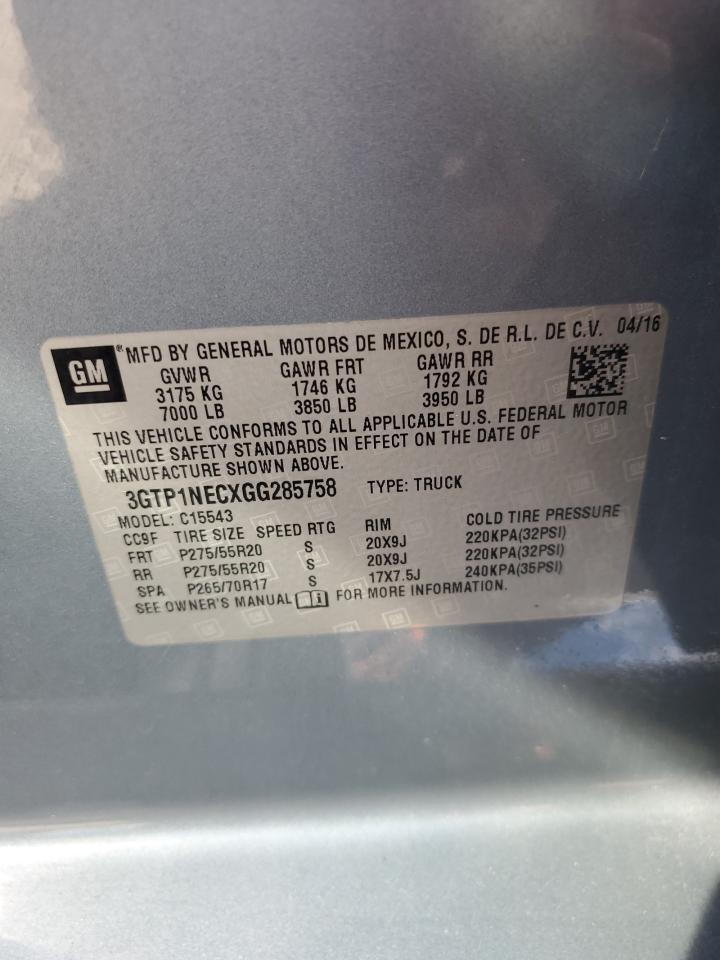 GM ® MFD BY GENERAL MOTORS DE MEXICO, S. DE R.L. DE C.V. 04/16
GVWR GAWR FRT GAWR RR
3175 KG 1746 KG 1792 KG
7000 LB 3850 LB 3950 LB
THIS VEHICLE CONFORMS TO ALL APPLICABLE U.S. FEDERAL MOTOR
VEHICLE SAFETY STANDARDS IN EFFECT ON THE DATE OF
MANUFACTURE SHOWN ABOVE.
3GTP1NECXGG285758 TYPE: TRUCK
MODEL: C15543
CC9F TIRE SIZE SPEED RTG RIM COLD TIRE PRESSURE
FRT P275/55R20 S 20X9J 220KPA(32PSI)
RR P275/55R20 S 20X9J 220KPA(32PSI)
SPA P265/70R17 S 17X7.5J 240KPA(35PSI)
SEE OWNER'S MANUAL i FOR MORE INFORMATION.